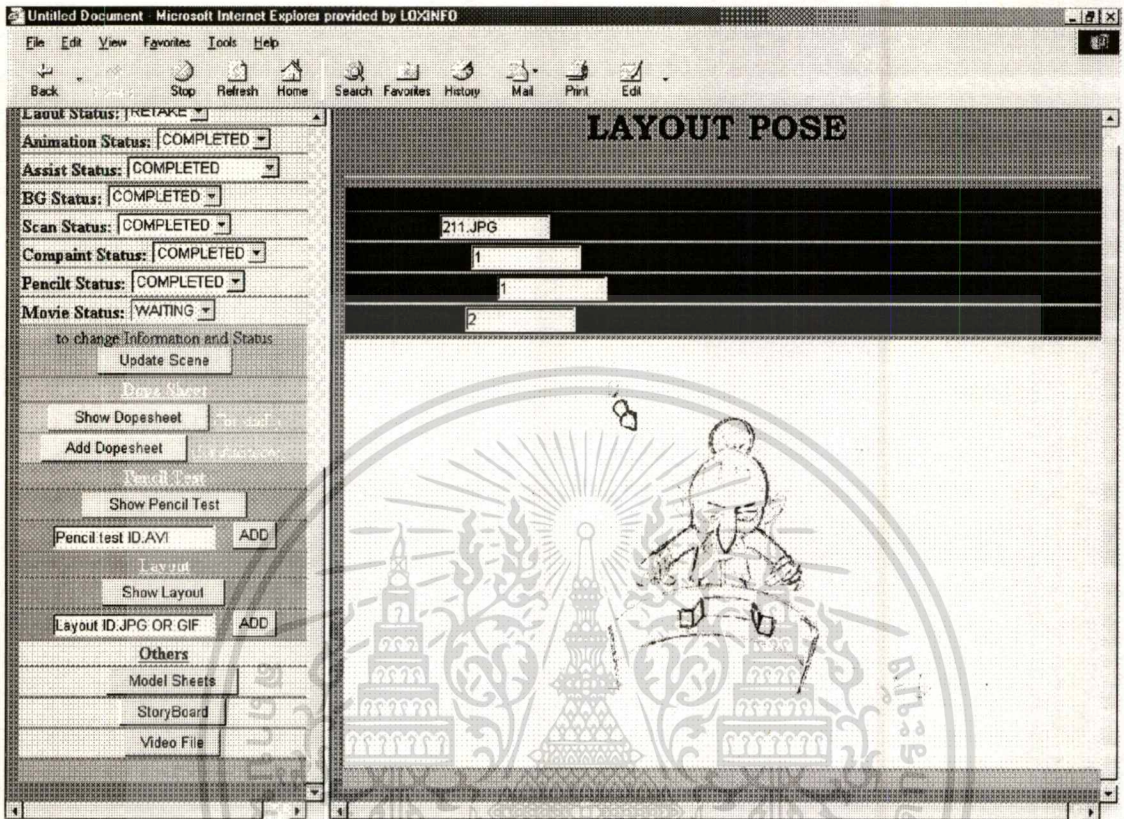 Untitled Document - Microsoft Internet Explorer provided by LOXINFO
File Edit View Favorites Tools Help
Back Stop Refresh Home Search Favorites History Mail Print Edit
Laout Status: RETAKE
Animation Status: COMPLETED
Assist Status: COMPLETED
BG Status: COMPLETED
Scan Status: COMPLETED
Compaint Status: COMPLETED
Pencilt Status: COMPLETED
Movie Status: WAITING
to change Information and Status
Update Scene
Dope Sheet
Show Dopesheet
Add Dopesheet
Pencil Test
Show Pencil Test
Pencil test ID.AVI ADD
Layout
Show Layout
Layout ID.JPG OR GIF ADD
Others
Model Sheets
StoryBoard
Video File
LAYOUT POSE
211.JPG
1
1
2